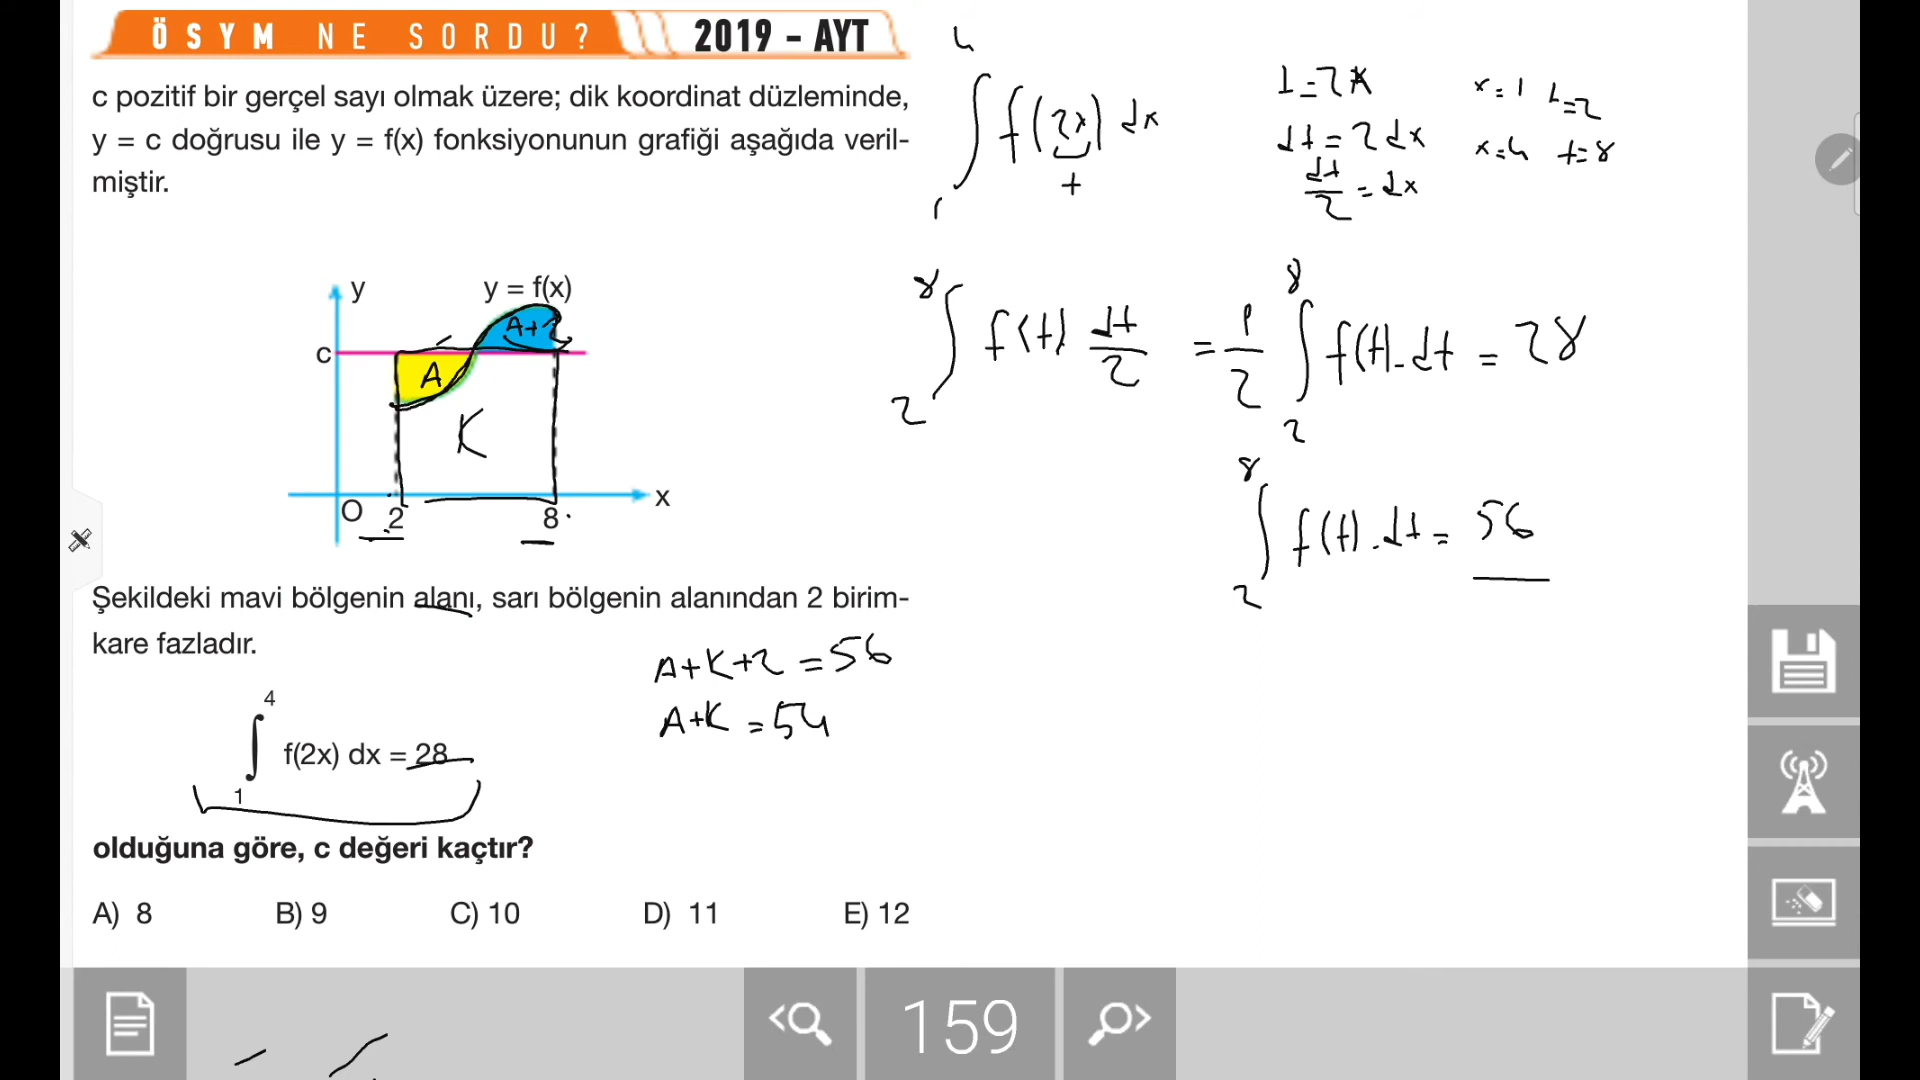 ÖSYM NE SORDU? 2019 - AYT
c pozitif bir gerçel sayı olmak üzere; dik koordinat düzleminde,
y = c doğrusu ile y = f(x) fonksiyonunun grafiği aşağıda veril-
miştir.
y
y = f(x)
c
A+2
A
K
O 2 8
x
Şekildeki mavi bölgenin alanı, sarı bölgenin alanından 2 birim-
kare fazladır.
4
∫ f(2x) dx = 28
1
olduğuna göre, c değeri kaçtır?
A) 8 B) 9 C) 10 D) 11 E) 12
A+K+2 = 56
A+K = 54
4
∫ f(2x) dx
1
t
t = 2x
dt = 2dx
dt/2 = dx
x=1 t=2
x=4 t=8
8
∫ f(t) dt/2 = 1/2 ∫ f(t).dt = 28
2
8
∫ f(t).dt = 56
2
159